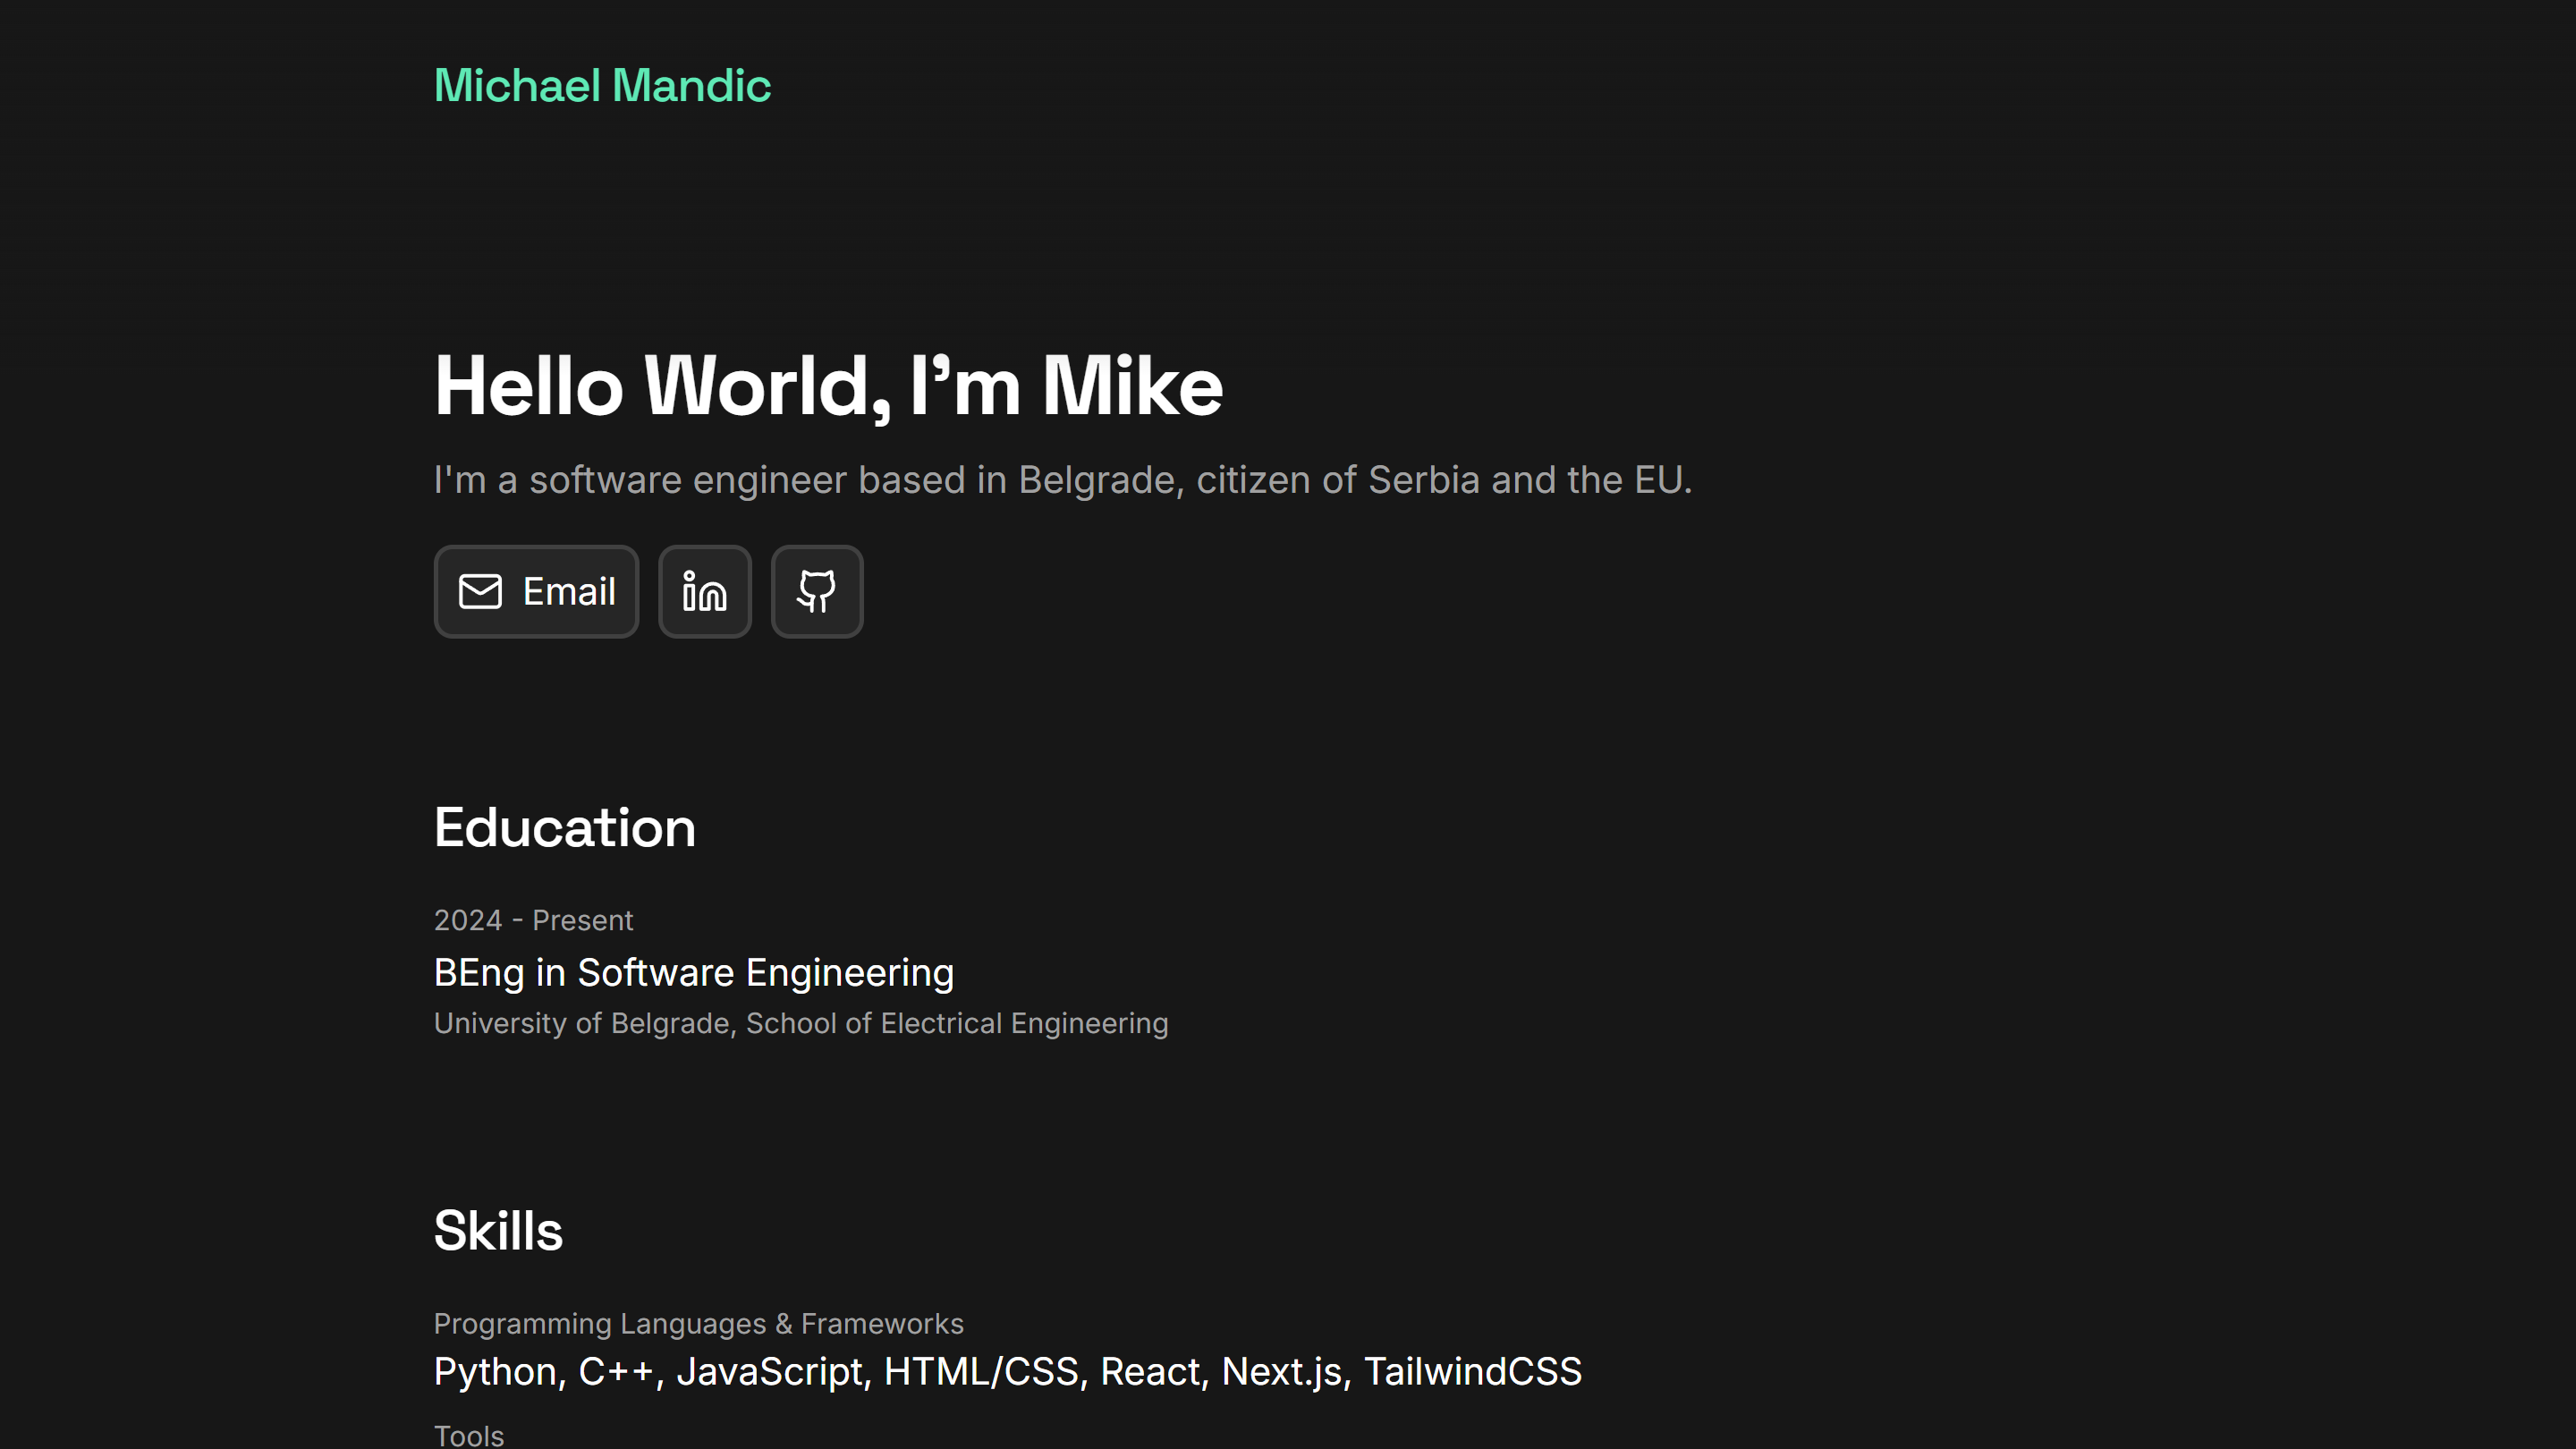 Michael Mandic
Hello World, I’m Mike
I'm a software engineer based in Belgrade, citizen of Serbia and the EU.
Email
Education
2024 - Present
BEng in Software Engineering
University of Belgrade, School of Electrical Engineering
Skills
Programming Languages & Frameworks
Python, C++, JavaScript, HTML/CSS, React, Next.js, TailwindCSS
Tools